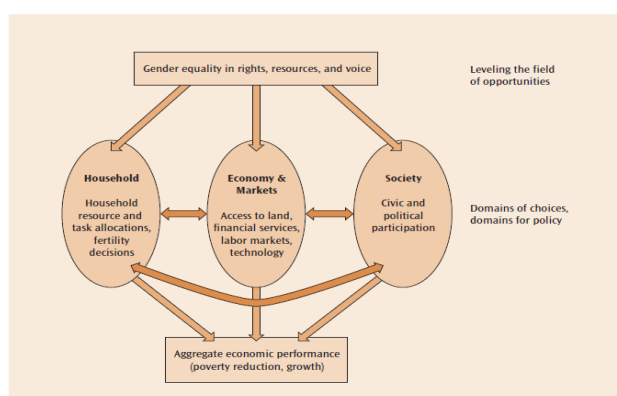 Gender equality in rights, resources, and voice
Leveling the field
of opportunities
Household
Household
resource and
task allocations,
fertility
decisions
Economy &
Markets
Access to land,
financial services,
labor markets,
technology
Society
Civic and
political
participation
Domains of choices,
domains for policy
Aggregate economic performance
(poverty reduction, growth)